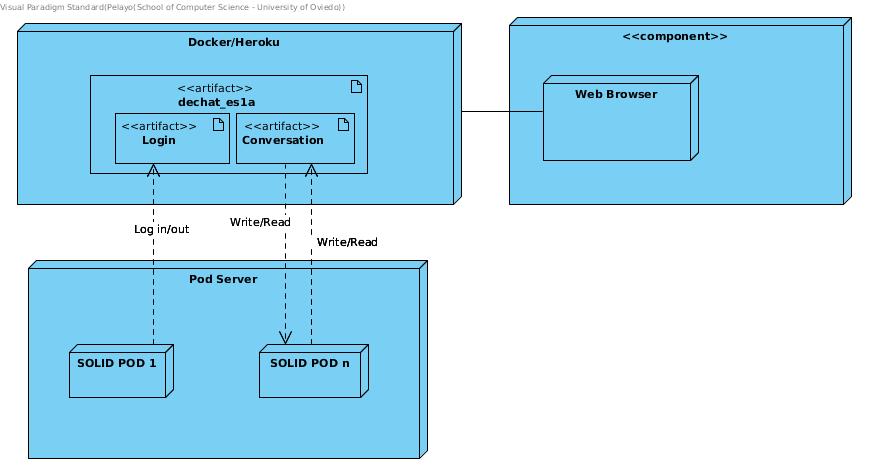 Visual Paradigm Standard(Pelayo(School of Computer Science - University of Oviedo))
Docker/Heroku
<<component>>
<<artifact>>
dechat_es1a
Web Browser
<<artifact>>
Login
<<artifact>>
Conversation
Log in/out
Write/Read
Write/Read
Pod Server
SOLID POD 1
SOLID POD n